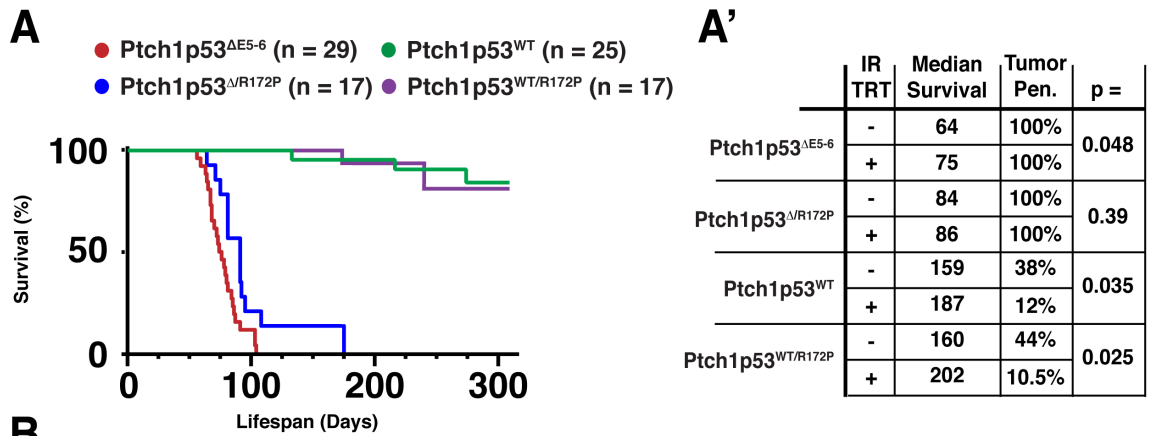 A
Ptch1p53ΔE5-6 (n = 29)
Ptch1p53WT (n = 25)
Ptch1p53Δ/R172P (n = 17)
Ptch1p53WT/R172P (n = 17)
100
50
0
Survival (%)
0 100 200 300
Lifespan (Days)
A'
IR TRT Median Survival Tumor Pen. p =
Ptch1p53ΔE5-6 - 64 100% 0.048
+ 75 100%
Ptch1p53Δ/R172P - 84 100% 0.39
+ 86 100%
Ptch1p53WT - 159 38% 0.035
+ 187 12%
Ptch1p53WT/R172P - 160 44% 0.025
+ 202 10.5%
B